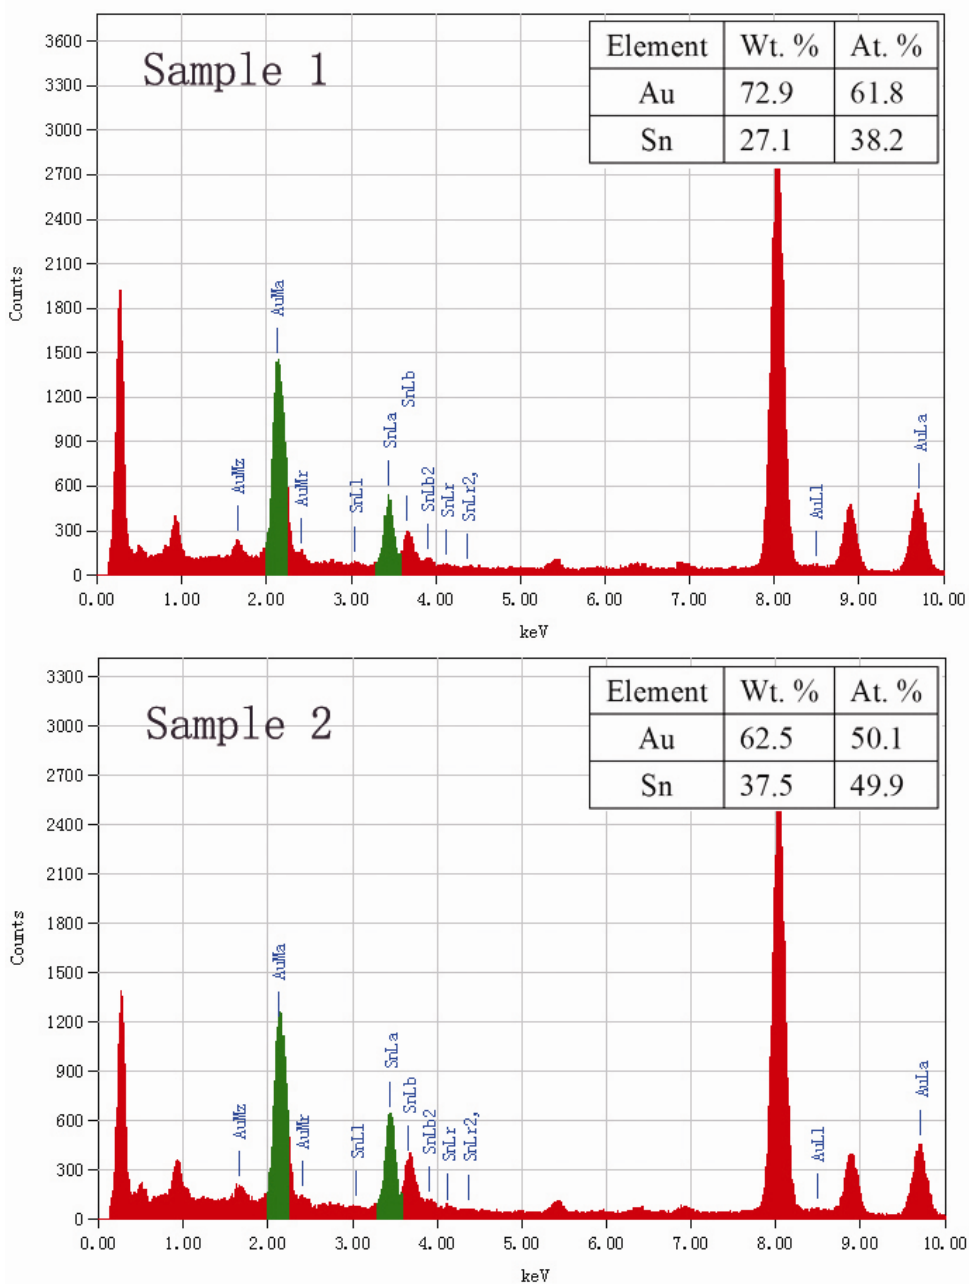 Sample 1
Element Wt. % At. %
Au 72.9 61.8
Sn 27.1 38.2
3600
3300
3000
2700
2400
2100
1800
1500
1200
900
600
300
0
Counts
AuMz
AuMa
AuMr
SnLl
SnLa
SnLb
SnLb2
SnLr
SnLr2,
AuLl
AuLa
0.00 1.00 2.00 3.00 4.00 5.00 6.00 7.00 8.00 9.00 10.00
keV
Sample 2
Element Wt. % At. %
Au 62.5 50.1
Sn 37.5 49.9
3300
3000
2700
2400
2100
1800
1500
1200
900
600
300
0
Counts
AuMz
AuMa
AuMr
SnLl
SnLa
SnLb
SnLb2
SnLr
SnLr2,
AuLl
AuLa
0.00 1.00 2.00 3.00 4.00 5.00 6.00 7.00 8.00 9.00 10.00
keV